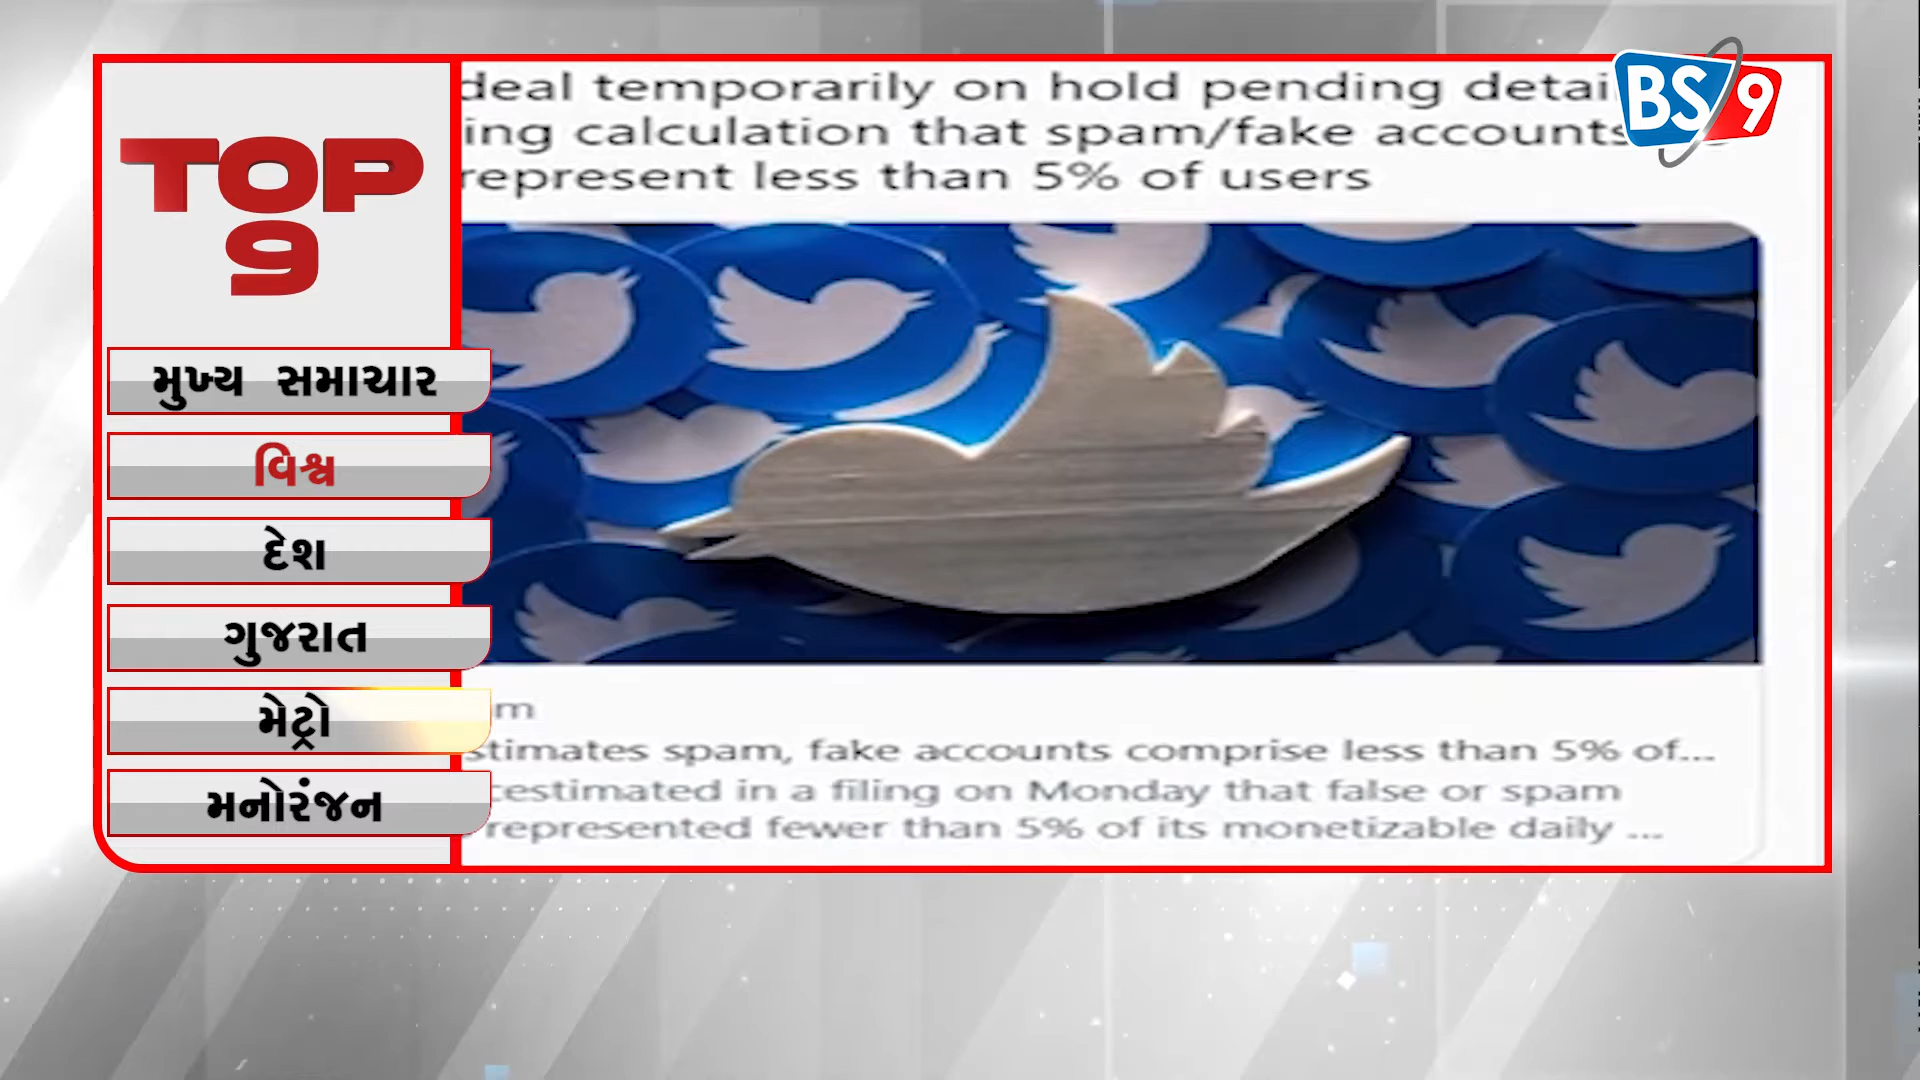 TOP
9
મુખ્ય સમાચાર
વિશ્વ
દેશ
ગુજરાત
મેટ્રો
મનોરંજન
deal temporarily on hold pending detai
ing calculation that spam/fake accounts
represent less than 5% of users
BS9
m
stimates spam, fake accounts comprise less than 5% of...
estimated in a filing on Monday that false or spam
represented fewer than 5% of its monetizable daily ...